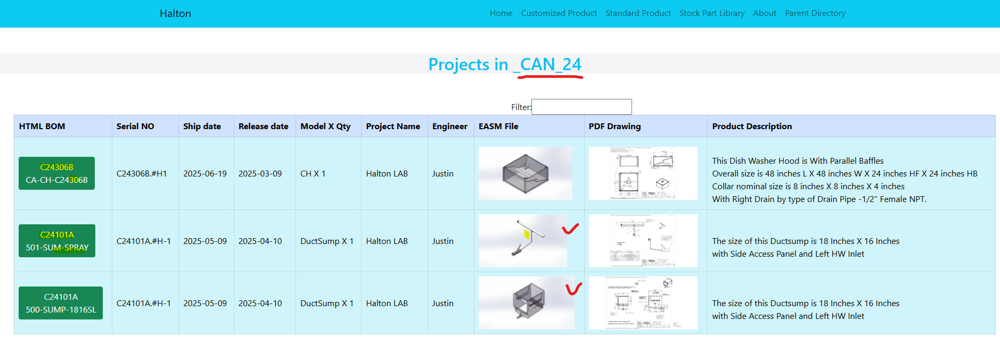 Halton
Home Customized Product Standard Product Stock Part Library About Parent Directory
Projects in _CAN_24
Filter:
HTML BOM Serial NO Ship date Release date Model X Qty Project Name Engineer EASM File PDF Drawing Product Description
C24306B
CA-CH-C24306B
C24306B.#H1 2025-06-19 2025-03-09 CH X 1 Halton LAB Justin
This Dish Washer Hood is With Parallel Baffles
Overall size is 48 inches L X 48 inches W X 24 inches HF X 24 inches HB
Collar nominal size is 8 inches X 8 inches X 4 inches
With Right Drain by type of Drain Pipe -1/2" Female NPT.
C24101A
501-SUM-SPRAY
C24101A.#H-1 2025-05-09 2025-04-10 DuctSump X 1 Halton LAB Justin
The size of this Ductsump is 18 Inches X 16 Inches
with Side Access Panel and Left HW Inlet
C24101A
500-SUMP-1816SL
C24101A.#H-1 2025-05-09 2025-04-10 DuctSump X 1 Halton LAB Justin
The size of this Ductsump is 18 Inches X 16 Inches
with Side Access Panel and Left HW Inlet